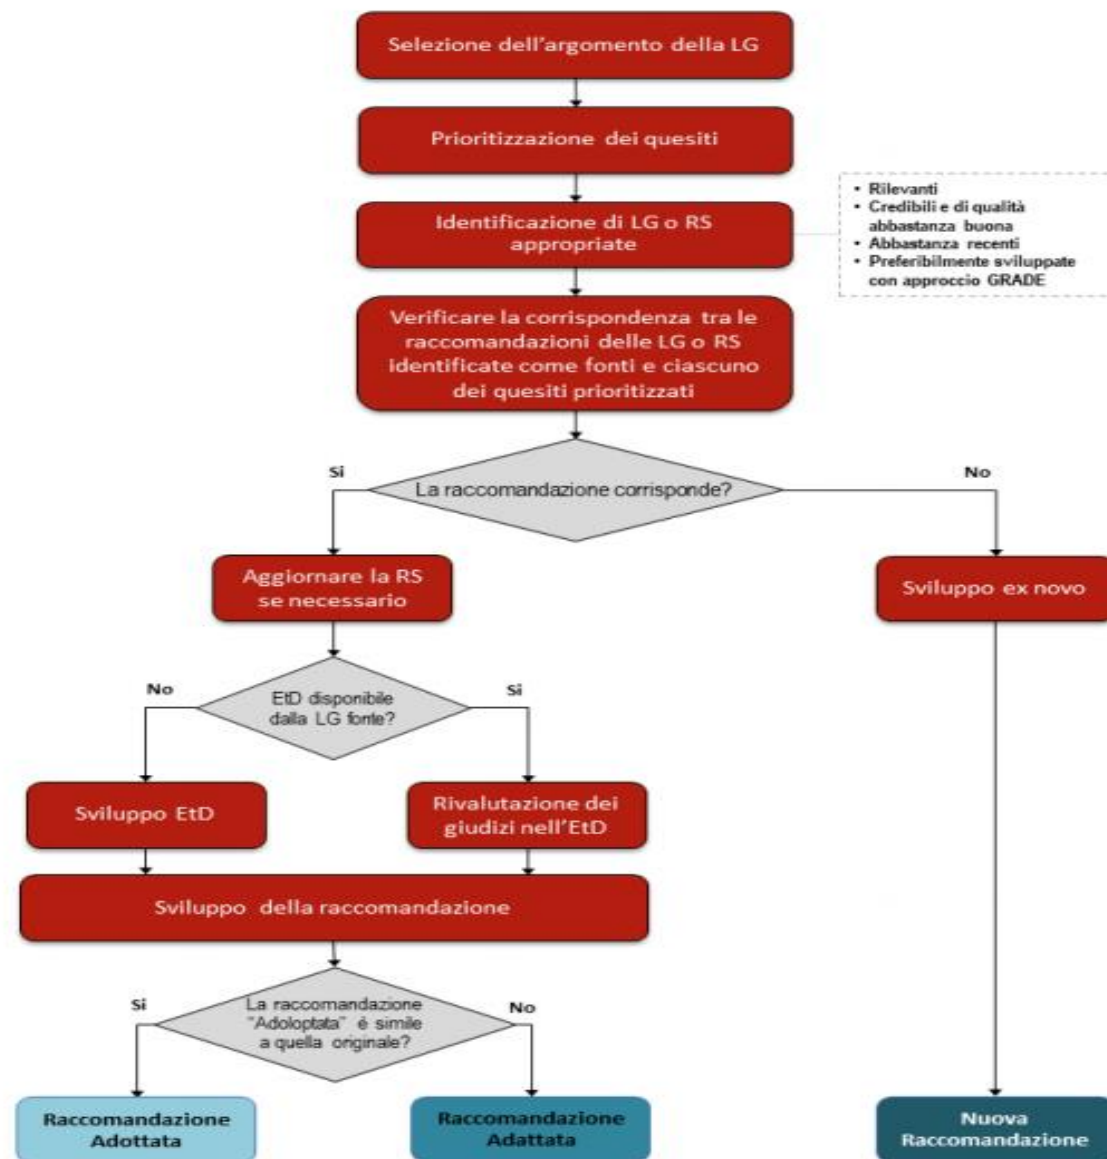 Selezione dell'argomento della LG
Prioritizzazione dei quesiti
Identificazione di LG o RS
appropriate
• Rilevanti
• Credibili e di qualità
abbastanza buona
• Abbastanza recenti
• Preferibilmente sviluppate
con approccio GRADE
Verificare la corrispondenza tra le
raccomandazioni delle LG o RS
identificate come fonti e ciascuno
dei quesiti prioritizzati
Si
No
La raccomandazione corrisponde?
Aggiornare la RS
se necessario
Sviluppo ex novo
No
Si
EtD disponibile
dalla LG fonte?
Sviluppo EtD
Rivalutazione dei
giudizi nell'EtD
Sviluppo della raccomandazione
Si
No
La raccomandazione
"Adoloptata" é simile
a quella originale?
Raccomandazione
Adottata
Raccomandazione
Adattata
Nuova
Raccomandazione